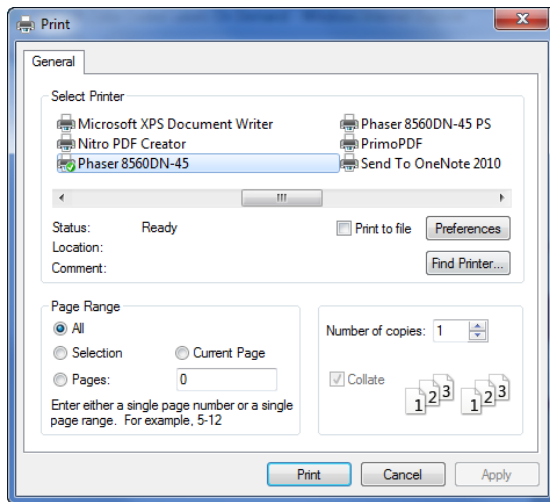 Print
General
Select Printer
Microsoft XPS Document Writer
Phaser 8560DN-45 PS
Nitro PDF Creator
PrimoPDF
Phaser 8560DN-45
Send To OneNote 2010
Status: Ready
Print to file
Preferences
Location:
Comment:
Find Printer...
Page Range
All
Selection
Current Page
Pages: 0
Enter either a single page number or a single
page range. For example, 5-12
Number of copies: 1
Collate
1 2 3 1 2 3
Print Cancel Apply